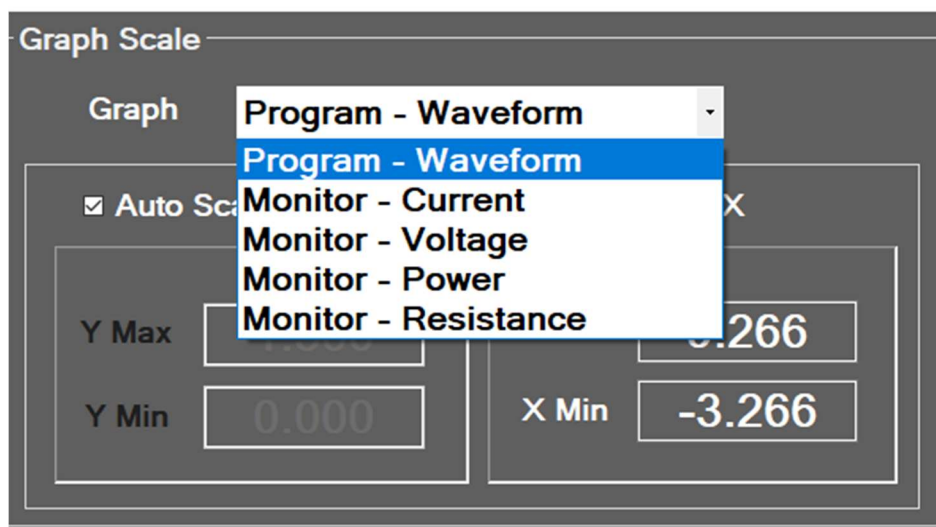 Graph Scale
Graph
Program - Waveform
Program - Waveform
Monitor - Current
Monitor - Voltage
Monitor - Power
Monitor - Resistance
Auto
X
Y Max
Y Min
0.000
X Min
-3.266